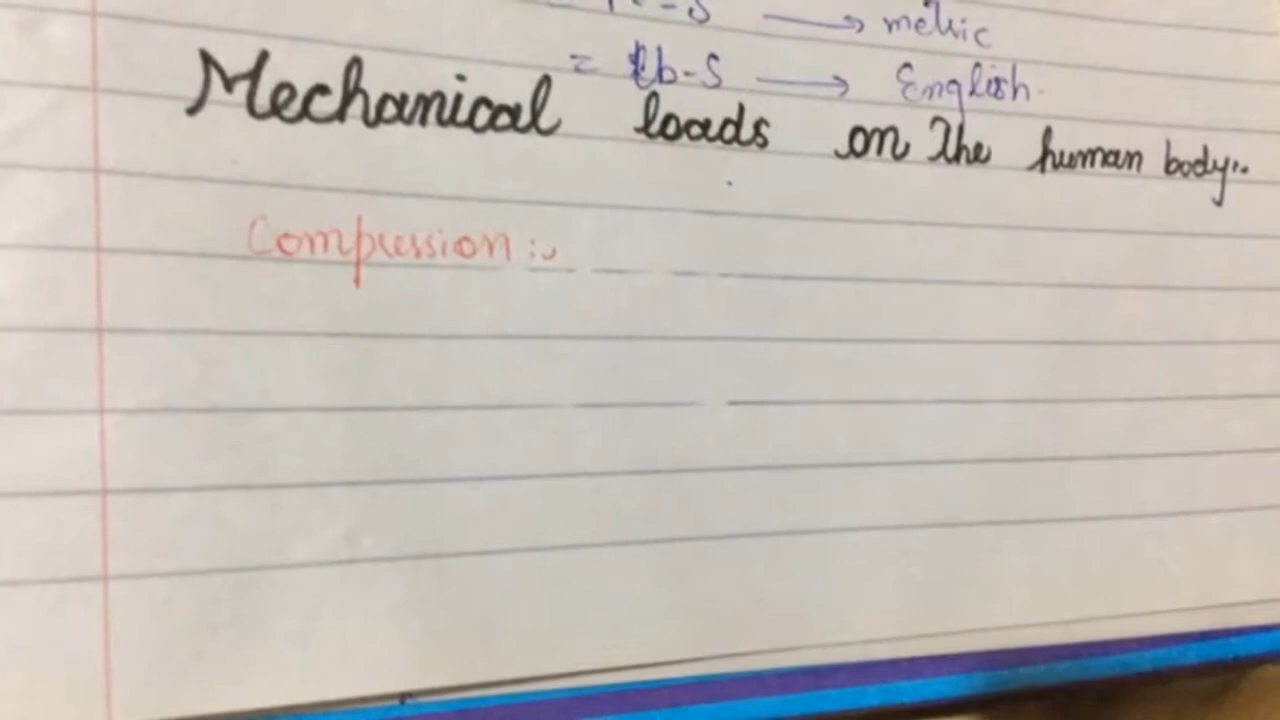 -S → metric
= lb-S → English.
Mechanical loads on the human body:-
Compression:-